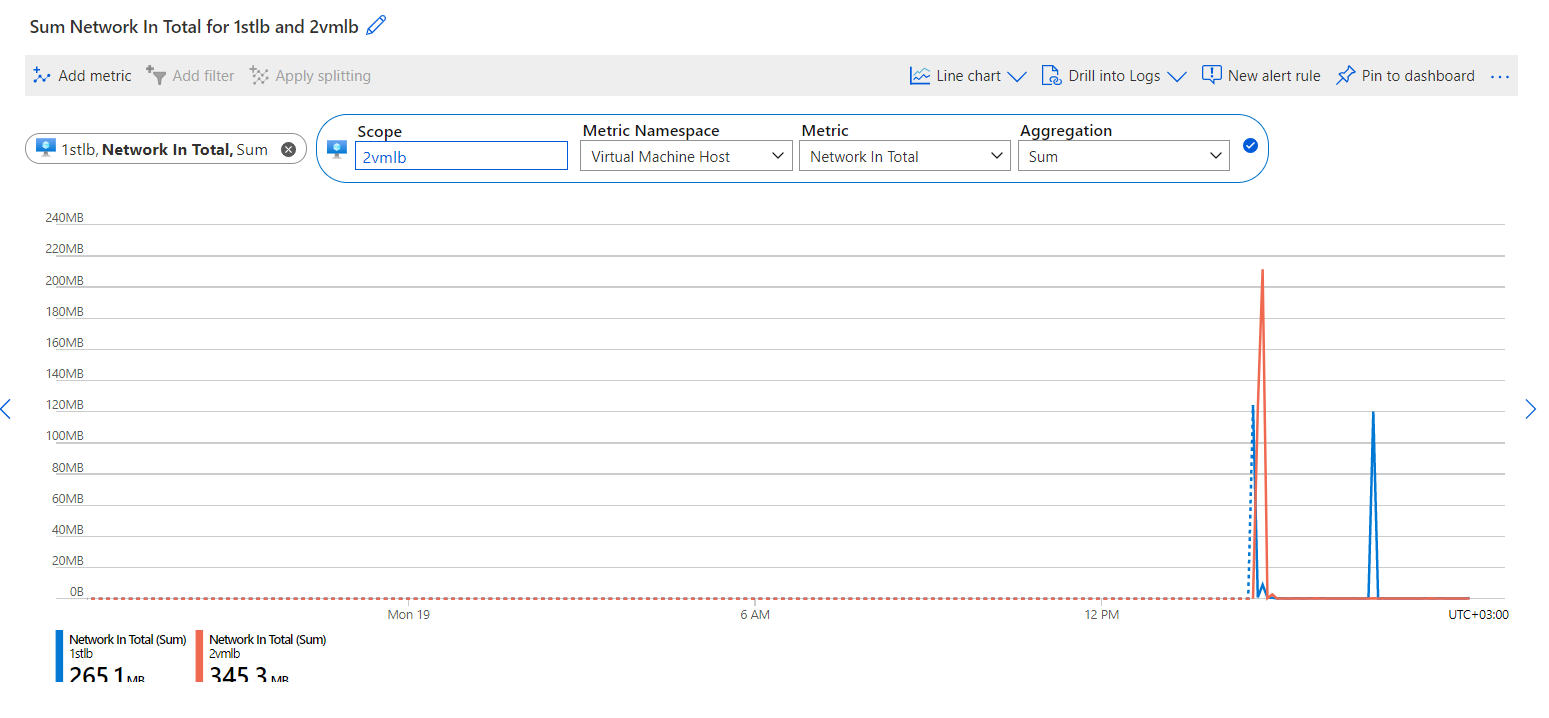 Sum Network In Total for 1stlb and 2vmlb
Add metric Add filter Apply splitting Line chart Drill into Logs New alert rule Pin to dashboard ...
Scope Metric Namespace Metric Aggregation
1stlb, Network In Total, Sum 2vmlb Virtual Machine Host Network In Total Sum
240MB
220MB
200MB
180MB
160MB
140MB
120MB
100MB
80MB
60MB
40MB
20MB
0B
Mon 19 6 AM 12 PM UTC+03:00
Network In Total (Sum) Network In Total (Sum)
1stlb 2vmlb
265.1 MB 345.3 MB